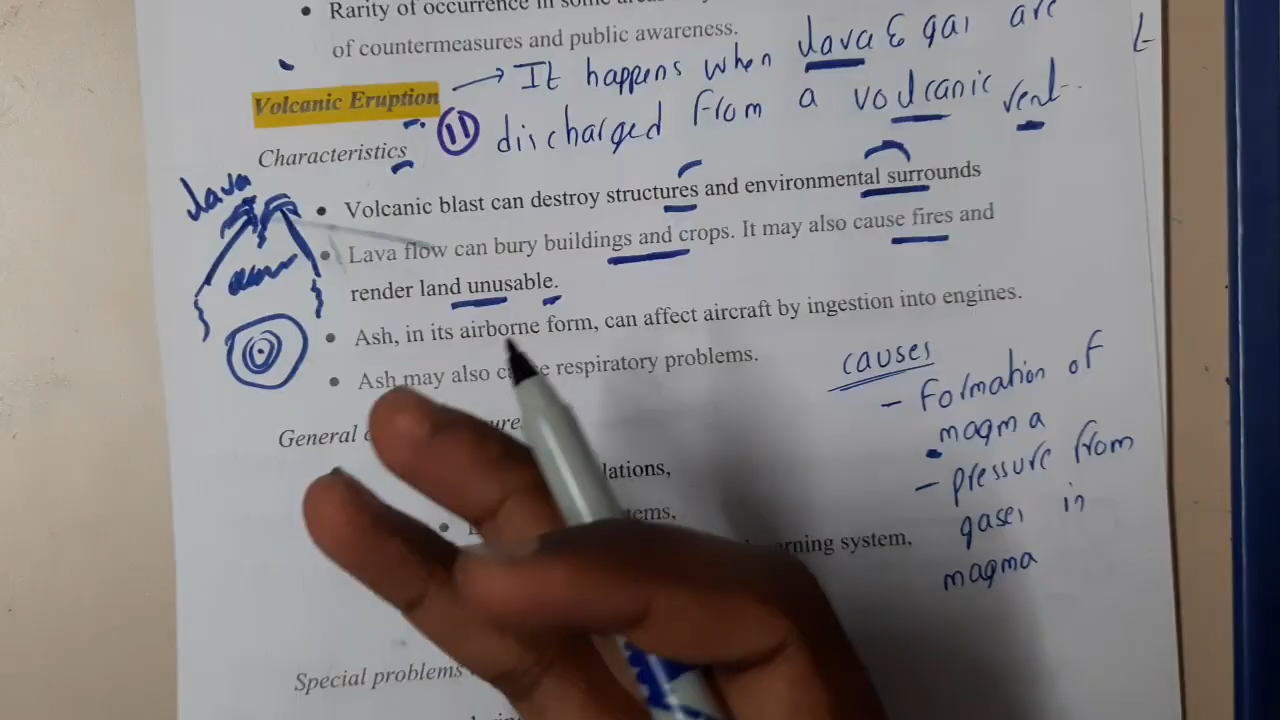 • Rarity of occurrence in some
of countermeasures and public awareness.
Volcanic Eruption → It happens when lava & gas are
11 discharged from a volcanic vent.
Characteristics
Lava
• Volcanic blast can destroy structures and environmental surrounds
• Lava flow can bury buildings and crops. It may also cause fires and
render land unusable.
• Ash, in its airborne form, can affect aircraft by ingestion into engines.
• Ash may also respiratory problems.
causes
- Formation of
magma
- pressure from
gases in
magma
General
lations,
tems,
system,
Special problems